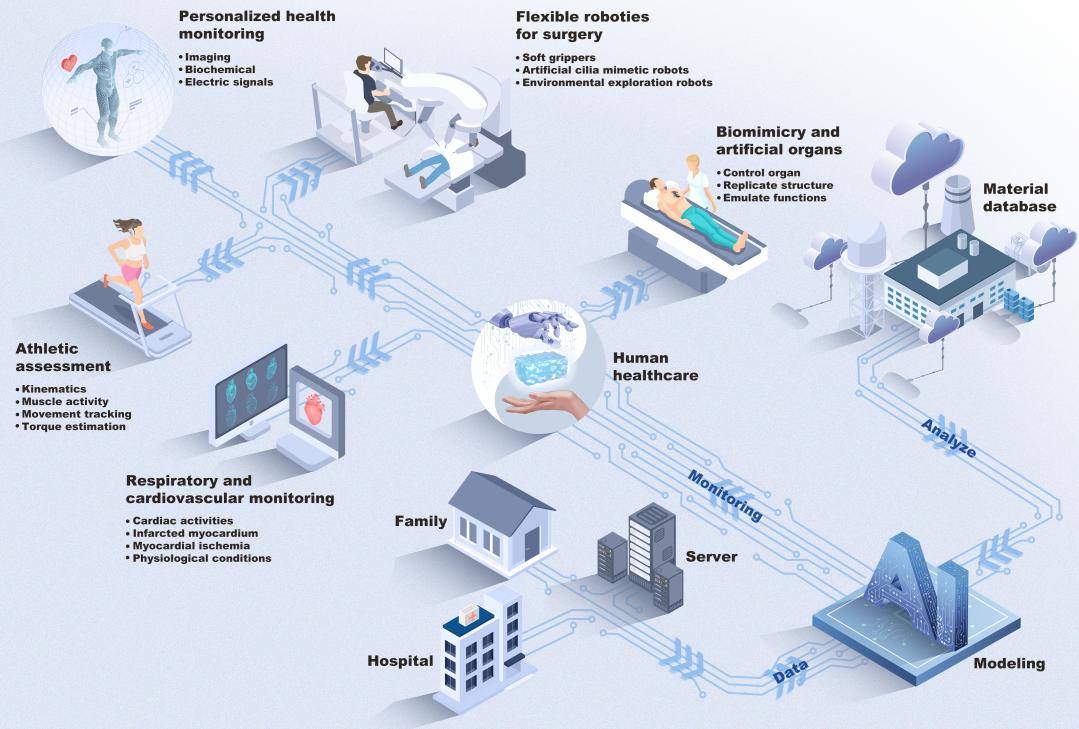 Personalized health
monitoring
• Imaging
• Biochemical
• Electric signals
Flexible roboties
for surgery
• Soft grippers
• Artificial cilia mimetic robots
• Environmental exploration robots
Biomimicry and
artificial organs
• Control organ
• Replicate structure
• Emulate functions
Material
database
Athletic
assessment
• Kinematics
• Muscle activity
• Movement tracking
• Torque estimation
Human
healthcare
Respiratory and
cardiovascular monitoring
• Cardiac activities
• Infarcted myocardium
• Myocardial ischemia
• Physiological conditions
Analyze
Monitoring
Family
Server
Hospital
Data
AI
Modeling